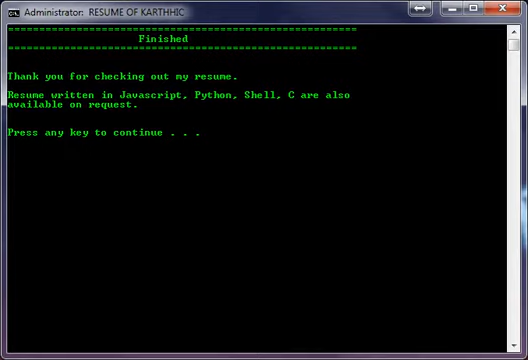 Administrator: RESUME OF KARTHHIC
========================================================
Finished
========================================================
Thank you for checking out my resume.
Resume written in Javascript, Python, Shell, C are also
available on request.
Press any key to continue . . .